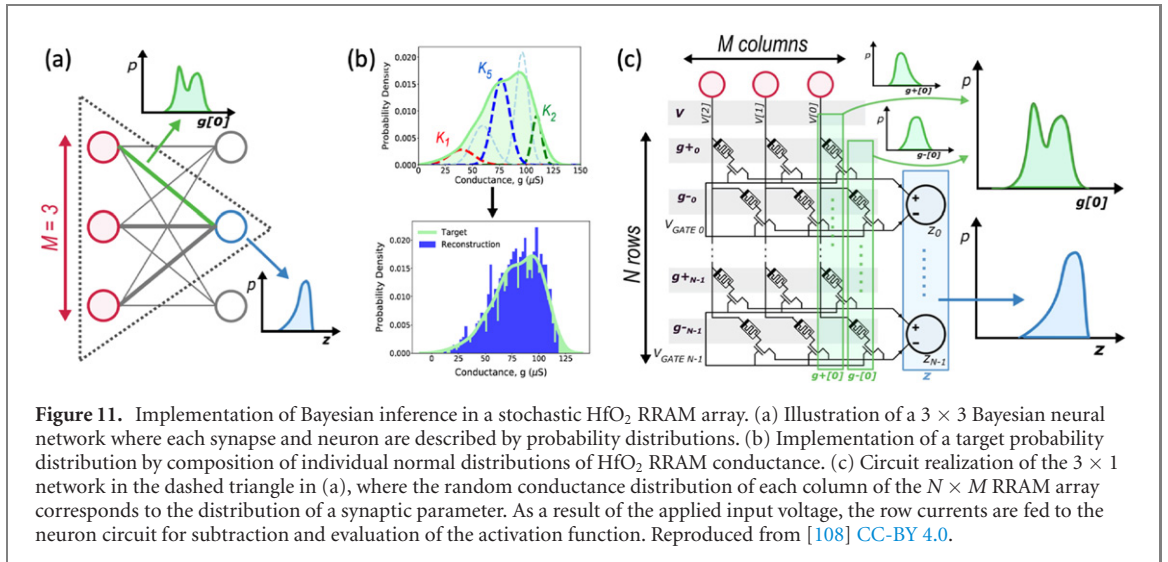 (a)
p
g[0]
M = 3
p
z
(b)
Probability Density
0.020
0.015
0.010
0.005
0.000
K1
K5
K2
0 25 50 75 100 125 150
Conductance, g (μS)
Target
Reconstruction
Probability Density
0.020
0.015
0.010
0.005
0.000
0 25 50 75 100 125
Conductance, g (μS)
(c)
M columns
N rows
V
V[2]
V[1]
V[0]
g+0
g-0
VGATE 0
g+N-1
g-N-1
VGATE N-1
+
-
z0
+
-
zN-1
g+[0] g-[0]
z
p
g+[0]
p
g-[0]
p
g[0]
p
z
Figure 11. Implementation of Bayesian inference in a stochastic HfO2 RRAM array. (a) Illustration of a 3 × 3 Bayesian neural
network where each synapse and neuron are described by probability distributions. (b) Implementation of a target probability
distribution by composition of individual normal distributions of HfO2 RRAM conductance. (c) Circuit realization of the 3 × 1
network in the dashed triangle in (a), where the random conductance distribution of each column of the N × M RRAM array
corresponds to the distribution of a synaptic parameter. As a result of the applied input voltage, the row currents are fed to the
neuron circuit for subtraction and evaluation of the activation function. Reproduced from [108] CC-BY 4.0.